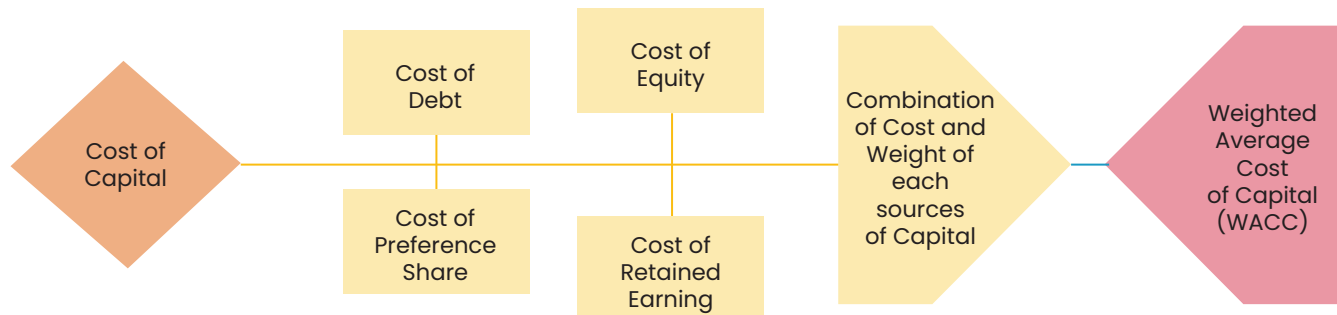 Cost of
Capital
Cost of
Debt
Cost of
Preference
Share
Cost of
Equity
Cost of
Retained
Earning
Combination
of Cost and
Weight of
each
sources
of Capital
Weighted
Average
Cost
of Capital
(WACC)